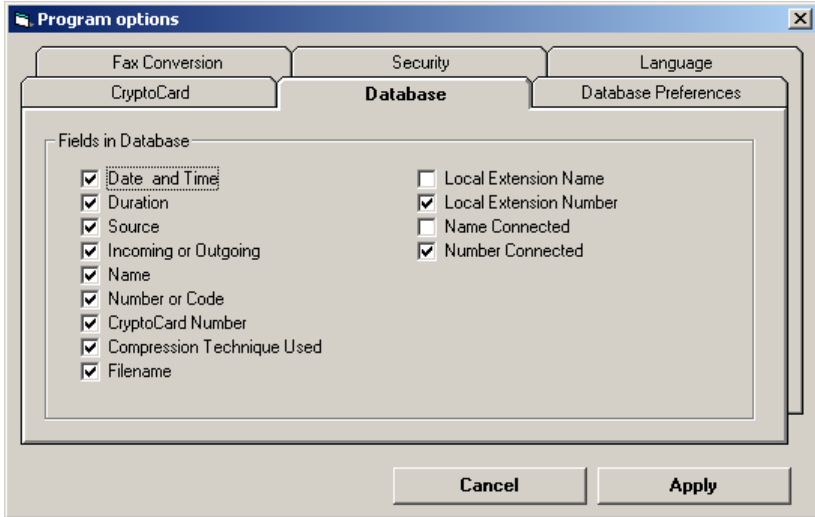 Program options
Fax Conversion
Security
Language
CryptoCard
Database
Database Preferences
Fields in Database
Date and Time
Duration
Source
Incoming or Outgoing
Name
Number or Code
CryptoCard Number
Compression Technique Used
Filename
Local Extension Name
Local Extension Number
Name Connected
Number Connected
Cancel
Apply